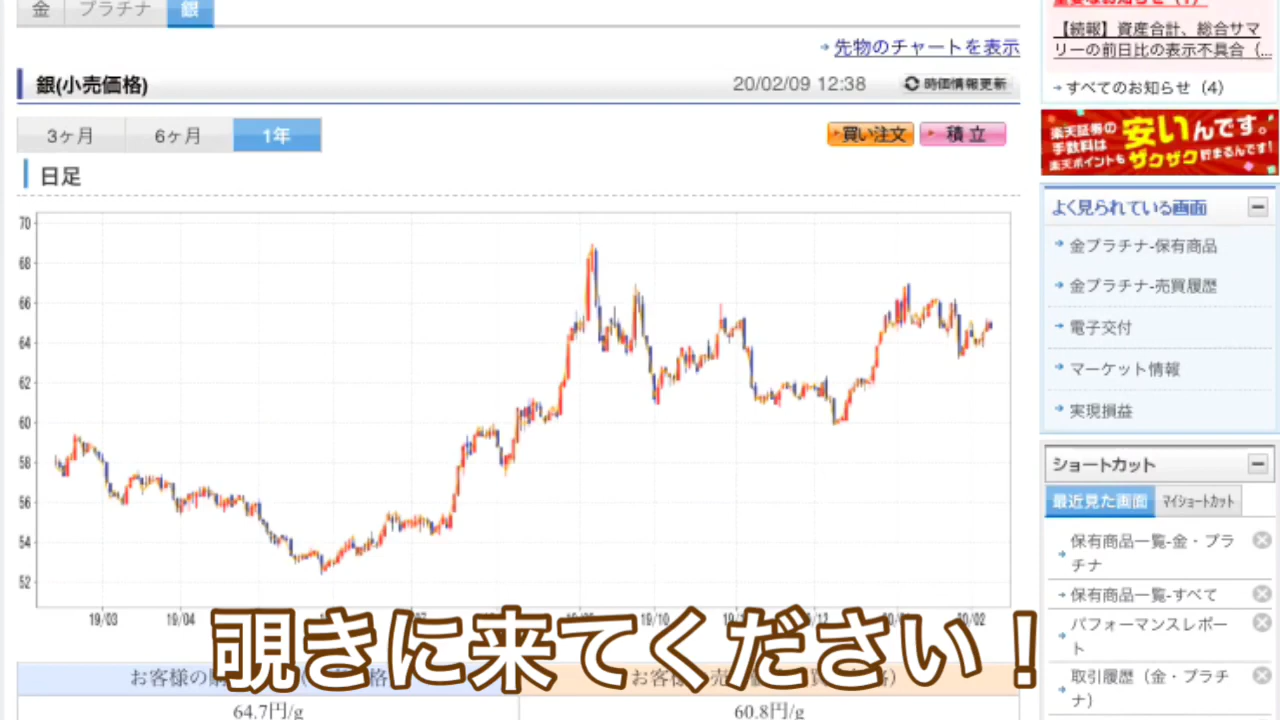 金 プラチナ 銀
先物のチャートを表示
銀(小売価格)
20/02/09 12:38
時価情報更新
3ヶ月 6ヶ月 1年
買い注文 積立
日足
70
68
66
64
62
60
58
56
54
52
19/03 19/04 19/10 20/02
覗きに来てください！
お客様の
64.7円/g 60.8円/g
【続報】資産合計、総合サマ
リーの前日比の表示不具合（...
すべてのお知らせ（4）
楽天証券の
手数料は
安いんです。
楽天ポイントも ザクザク 貯まるんです!
よく見られている画面
金プラチナ-保有商品
金プラチナ-売買履歴
電子交付
マーケット情報
実現損益
ショートカット
最近見た画面 マイショートカット
保有商品一覧-金・プラ
チナ
保有商品一覧-すべて
パフォーマンスレポー
ト
取引履歴（金・プラチ
ナ）